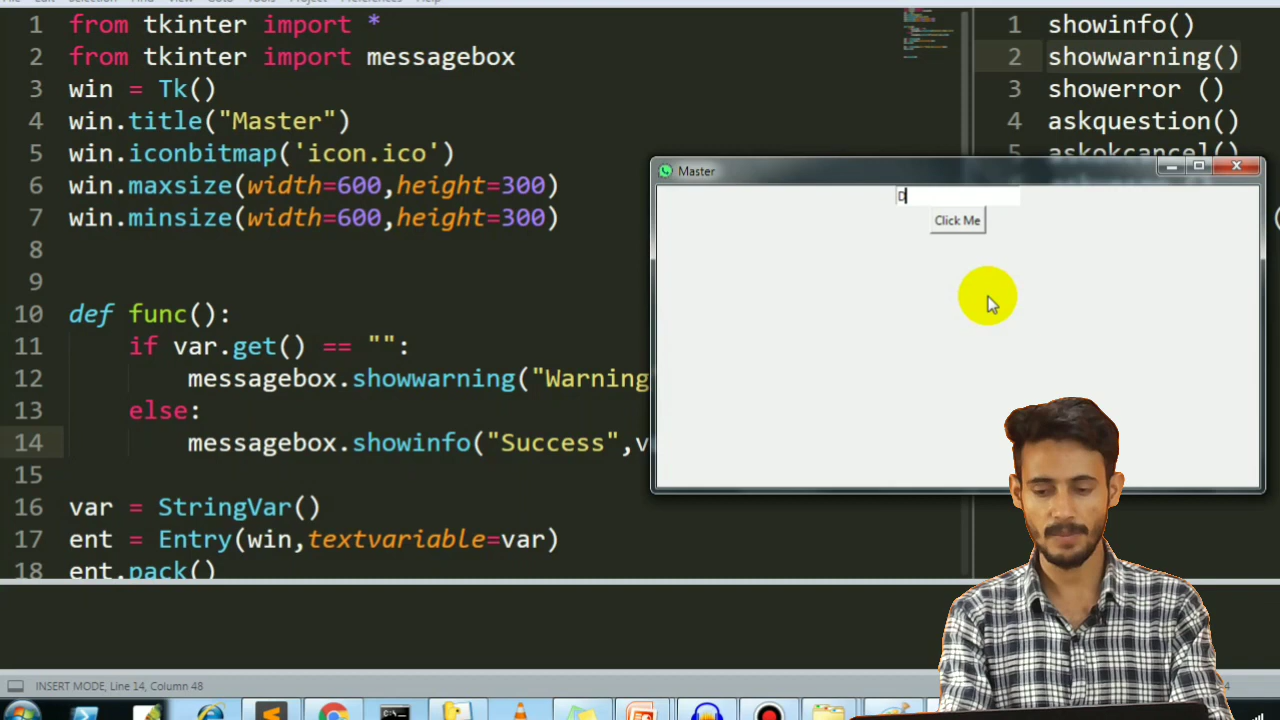 1 from tkinter import *
2 from tkinter import messagebox
3 win = Tk()
4 win.title("Master")
5 win.iconbitmap('icon.ico')
6 win.maxsize(width=600,height=300)
7 win.minsize(width=600,height=300)
8
9
10 def func():
11 if var.get() == "":
12 messagebox.showwarning("Warning
13 else:
14 messagebox.showinfo("Success",v
15
16 var = StringVar()
17 ent = Entry(win,textvariable=var)
18 ent.pack()
1 showinfo()
2 showwarning()
3 showerror ()
4 askquestion()
5 askokcancel()
Master
D
Click Me
INSERT MODE, Line 14, Column 48